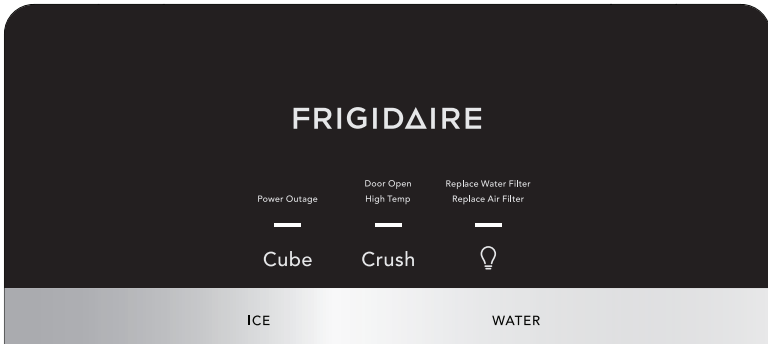 FRIGIDAIRE
Door Open Replace Water Filter
Power Outage High Temp Replace Air Filter
Cube Crush
ICE WATER